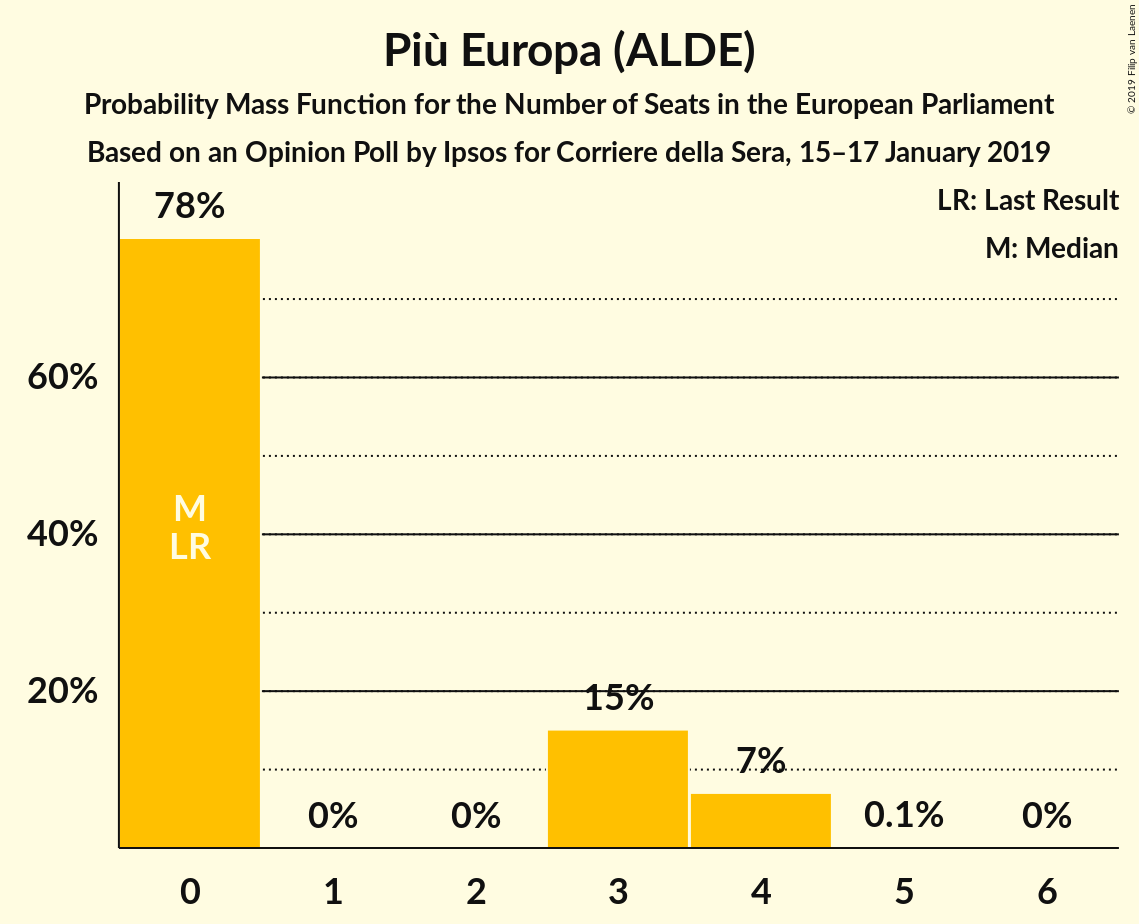 Più Europa (ALDE)
Probability Mass Function for the Number of Seats in the European Parliament
Based on an Opinion Poll by Ipsos for Corriere della Sera, 15–17 January 2019
© 2019 Filip van Laenen
LR: Last Result
M: Median
78%
60%
40%
20%
M
LR
0%
0%
15%
7%
0.1%
0%
0
1
2
3
4
5
6